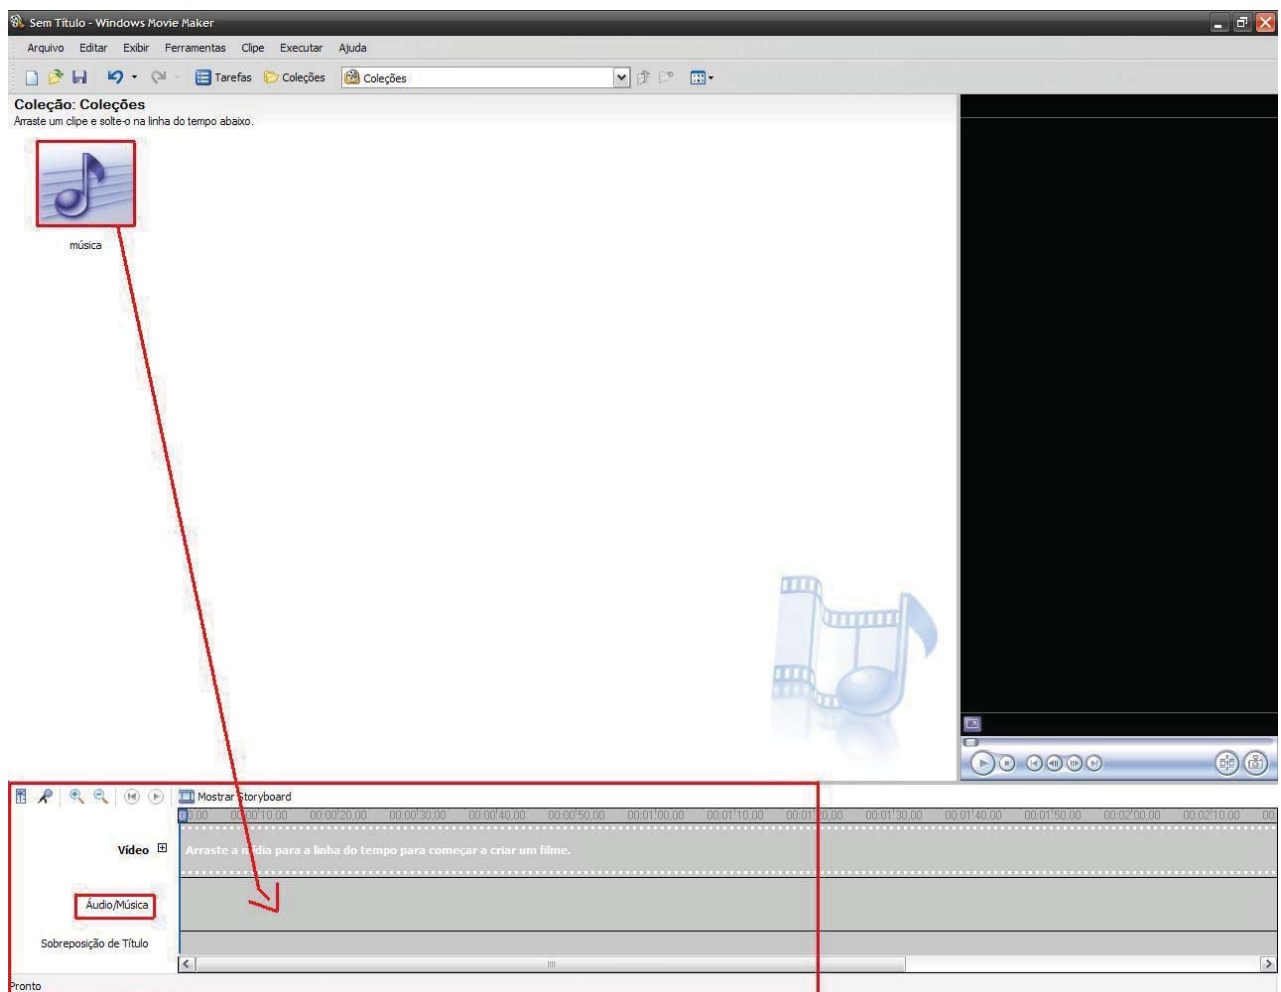 Sem Título - Windows Movie Maker
Arquivo Editar Exibir Ferramentas Clipe Executar Ajuda
Tarefas Coleções Coleções
Coleção: Coleções
Arraste um clipe e solte-o na linha do tempo abaixo.
música
Mostrar Storyboard
00:00'10,00 00:00'20,00 00:00'30,00 00:00'40,00 00:00'50,00 00:01'00,00 00:01'10,00 00:01'20,00 00:01'30,00 00:01'40,00 00:01'50,00 00:02'00,00 00:02'10,00
Vídeo Arraste a mídia para a linha do tempo para começar a criar um filme.
Áudio/Música
Sobreposição de Título
Pronto